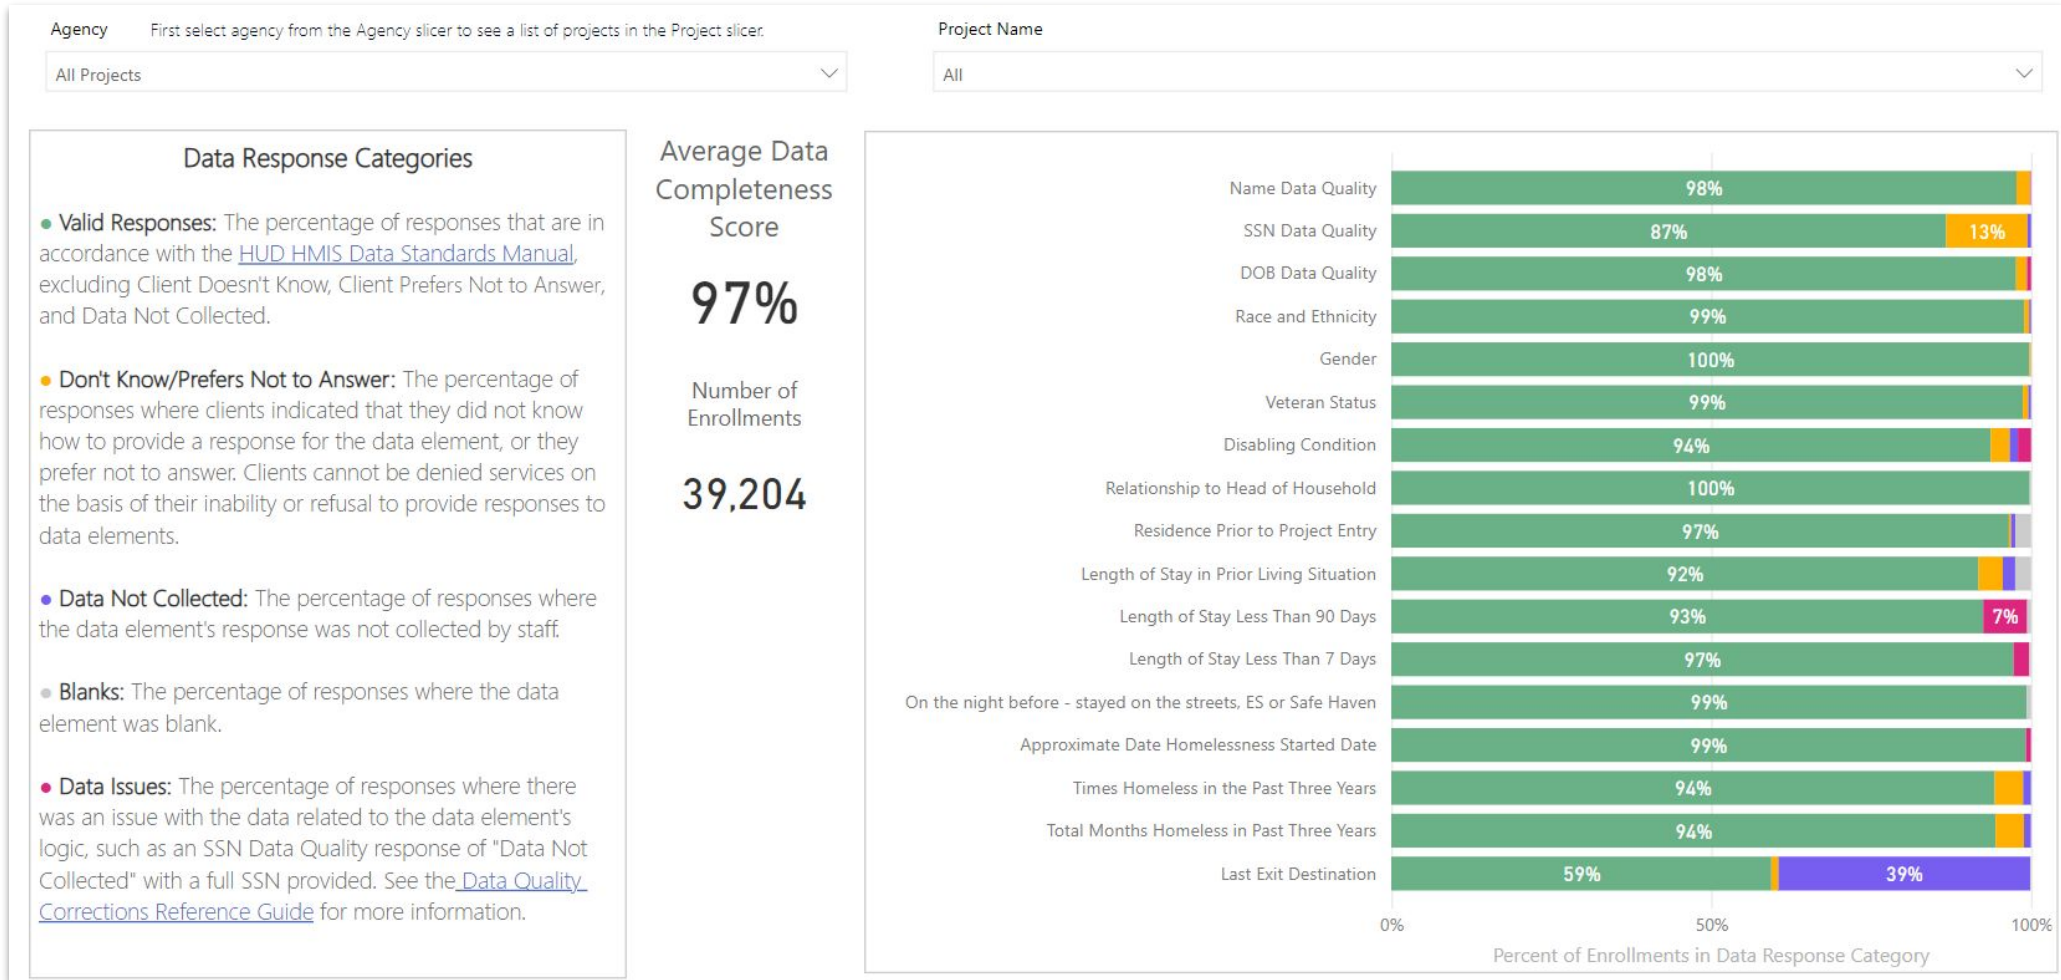 Agency
First select agency from the Agency slicer to see a list of projects in the Project slicer.
All Projects
Project Name
All
Data Response Categories
● Valid Responses: The percentage of responses that are in
accordance with the HUD HMIS Data Standards Manual,
excluding Client Doesn't Know, Client Prefers Not to Answer,
and Data Not Collected.
● Don't Know/Prefers Not to Answer: The percentage of
responses where clients indicated that they did not know
how to provide a response for the data element, or they
prefer not to answer. Clients cannot be denied services on
the basis of their inability or refusal to provide responses to
data elements.
● Data Not Collected: The percentage of responses where
the data element's response was not collected by staff.
● Blanks: The percentage of responses where the data
element was blank.
● Data Issues: The percentage of responses where there
was an issue with the data related to the data element's
logic, such as an SSN Data Quality response of "Data Not
Collected" with a full SSN provided. See the Data Quality
Corrections Reference Guide for more information.
Average Data
Completeness
Score
97%
Number of
Enrollments
39,204
Name Data Quality 98%
SSN Data Quality 87% 13%
DOB Data Quality 98%
Race and Ethnicity 99%
Gender 100%
Veteran Status 99%
Disabling Condition 94%
Relationship to Head of Household 100%
Residence Prior to Project Entry 97%
Length of Stay in Prior Living Situation 92%
Length of Stay Less Than 90 Days 93% 7%
Length of Stay Less Than 7 Days 97%
On the night before - stayed on the streets, ES or Safe Haven 99%
Approximate Date Homelessness Started Date 99%
Times Homeless in the Past Three Years 94%
Total Months Homeless in Past Three Years 94%
Last Exit Destination 59% 39%
0% 50% 100%
Percent of Enrollments in Data Response Category